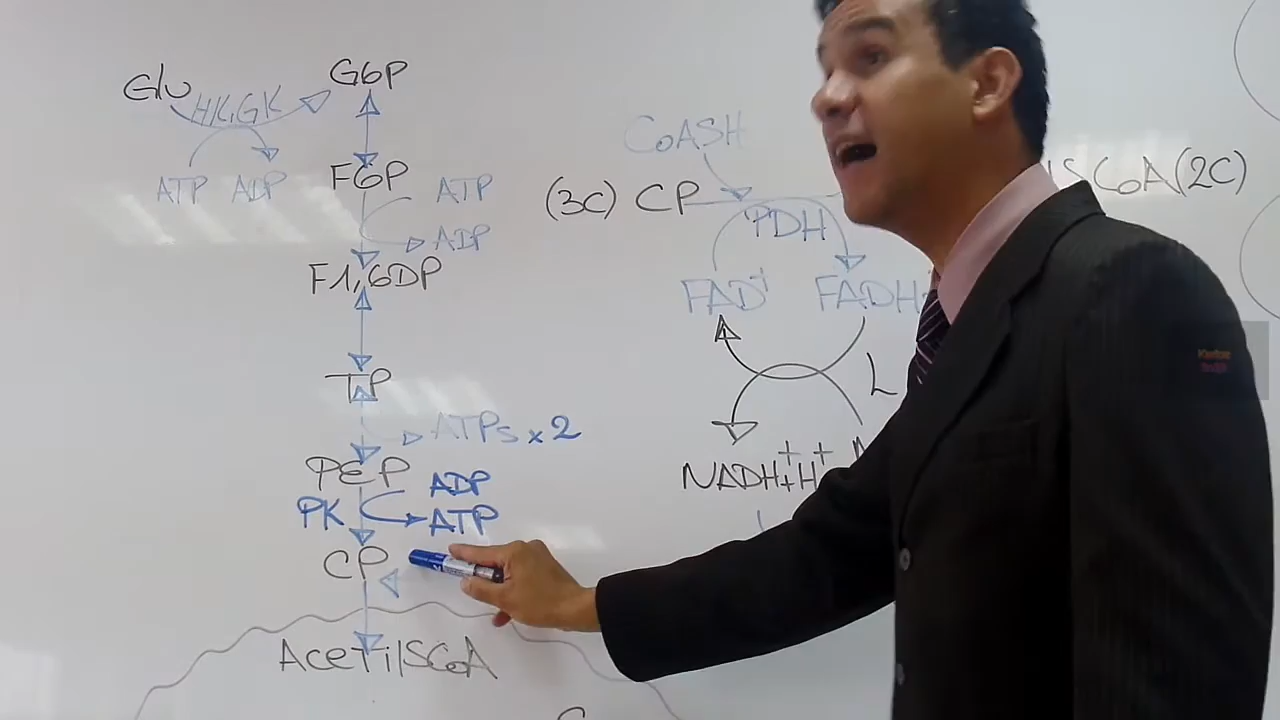 Glu
HK,GK
G6P
ATP ADP
F6P
ATP
ADP
F1,6DP
TP
ATPs x2
PEP
ADP
PK
ATP
CP
AcetilSCoA
CoASH
(3C) CP
SCoA(2C)
PDH
FAD+
FADH
L
NADH+H+